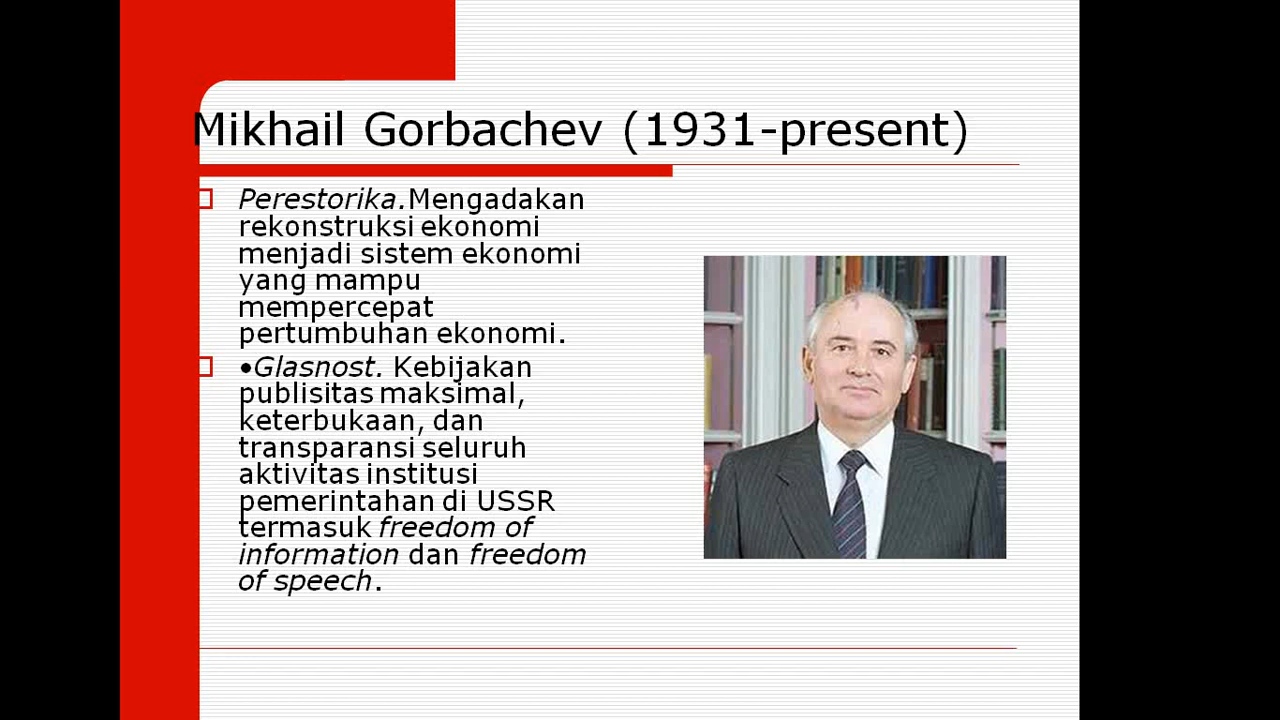 Mikhail Gorbachev (1931-present)
Perestorika.Mengadakan
rekonstruksi ekonomi
menjadi sistem ekonomi
yang mampu
mempercepat
pertumbuhan ekonomi.
•Glasnost. Kebijakan
publisitas maksimal,
keterbukaan, dan
transparansi seluruh
aktivitas institusi
pemerintahan di USSR
termasuk freedom of
information dan freedom
of speech.